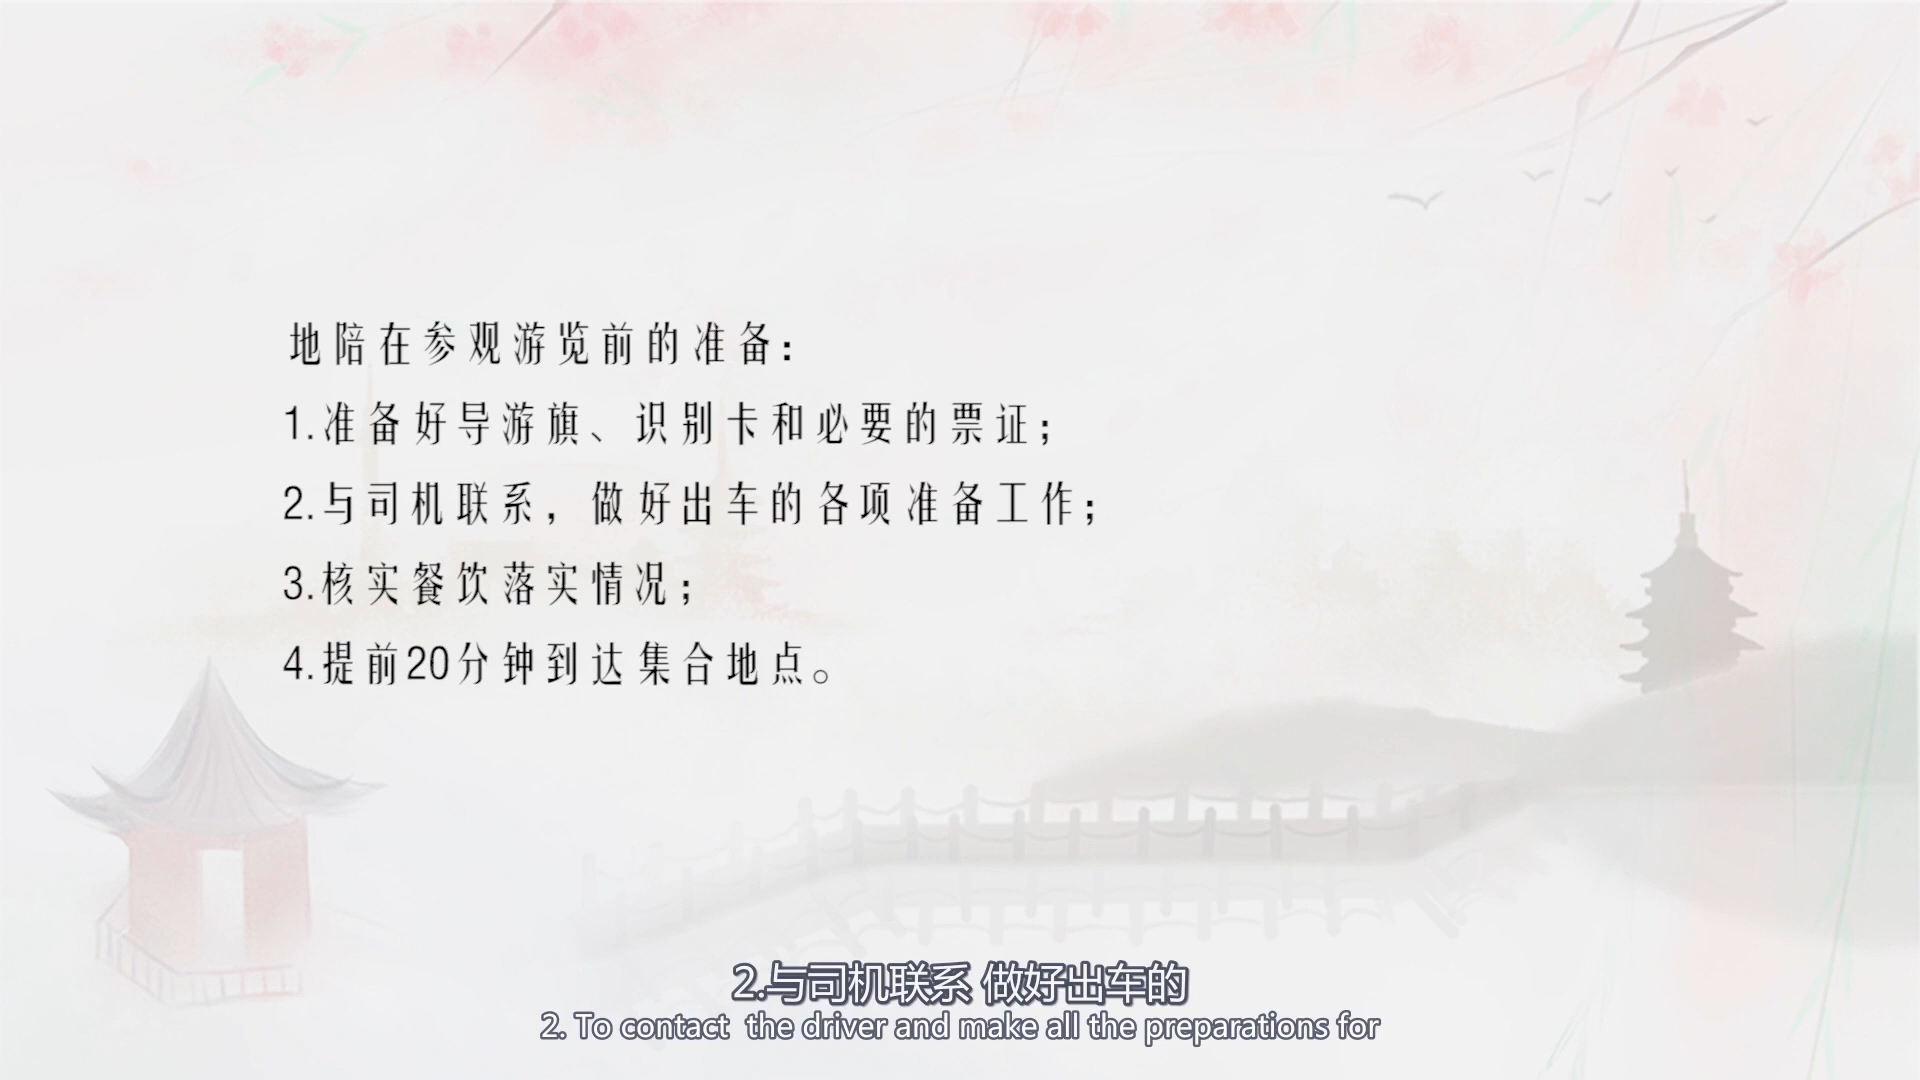 地陪在参观游览前的准备：
1.准备好导游旗、识别卡和必要的票证；
2.与司机联系，做好出车的各项准备工作；
3.核实餐饮落实情况；
4.提前20分钟到达集合地点。
2.与司机联系 做好出车的
2. To contact  the driver and make all the preparations for